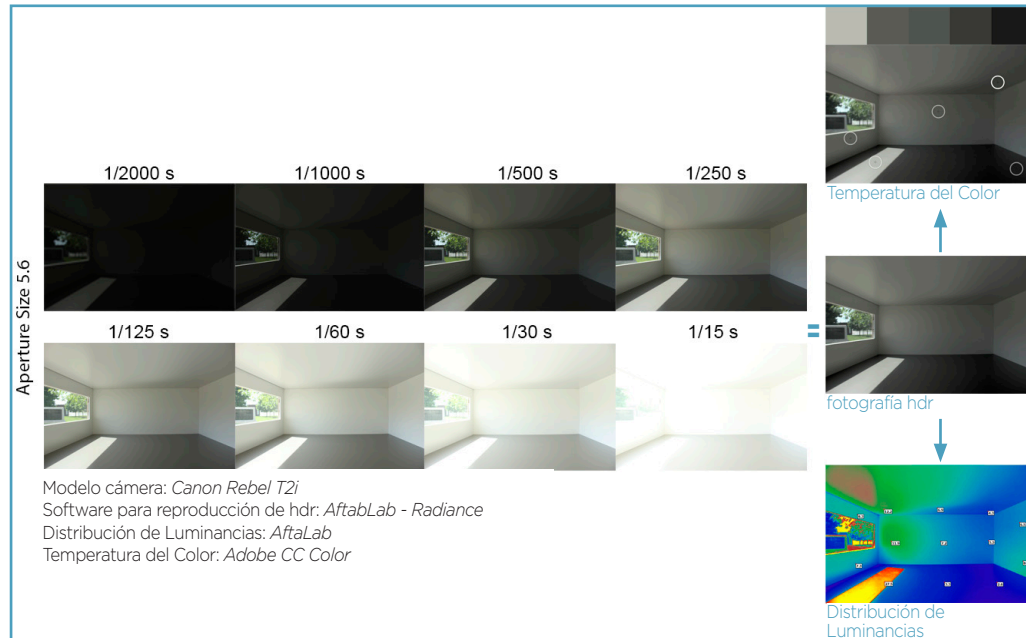 1/2000 s 1/1000 s 1/500 s 1/250 s
Aperture Size 5.6
1/125 s 1/60 s 1/30 s 1/15 s
=
Modelo cámera: Canon Rebel T2i
Software para reproducción de hdr: AftabLab - Radiance
Distribución de Luminancias: AftaLab
Temperatura del Color: Adobe CC Color
Temperatura del Color
fotografía hdr
Distribución de
Luminancias